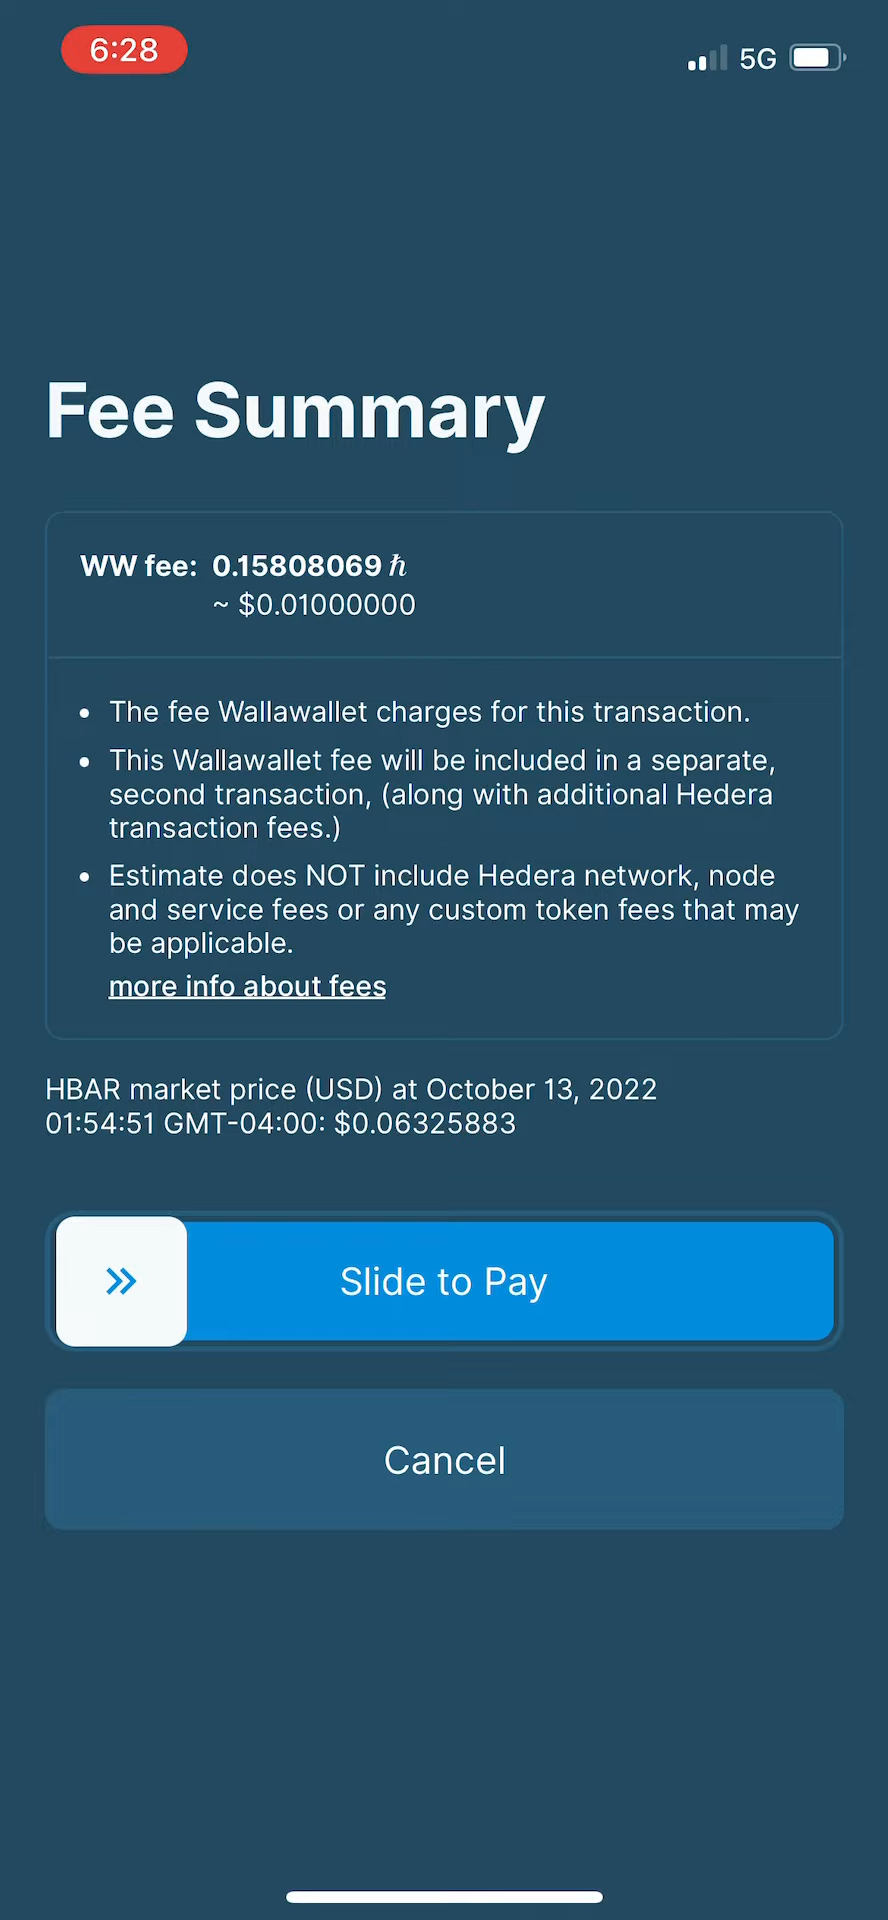 6:28
5G
Fee Summary
WW fee: 0.15808069 ℏ
~ $0.01000000
• The fee Wallawallet charges for this transaction.
• This Wallawallet fee will be included in a separate,
second transaction, (along with additional Hedera
transaction fees.)
• Estimate does NOT include Hedera network, node
and service fees or any custom token fees that may
be applicable.
more info about fees
HBAR market price (USD) at October 13, 2022
01:54:51 GMT-04:00: $0.06325883
Slide to Pay
Cancel